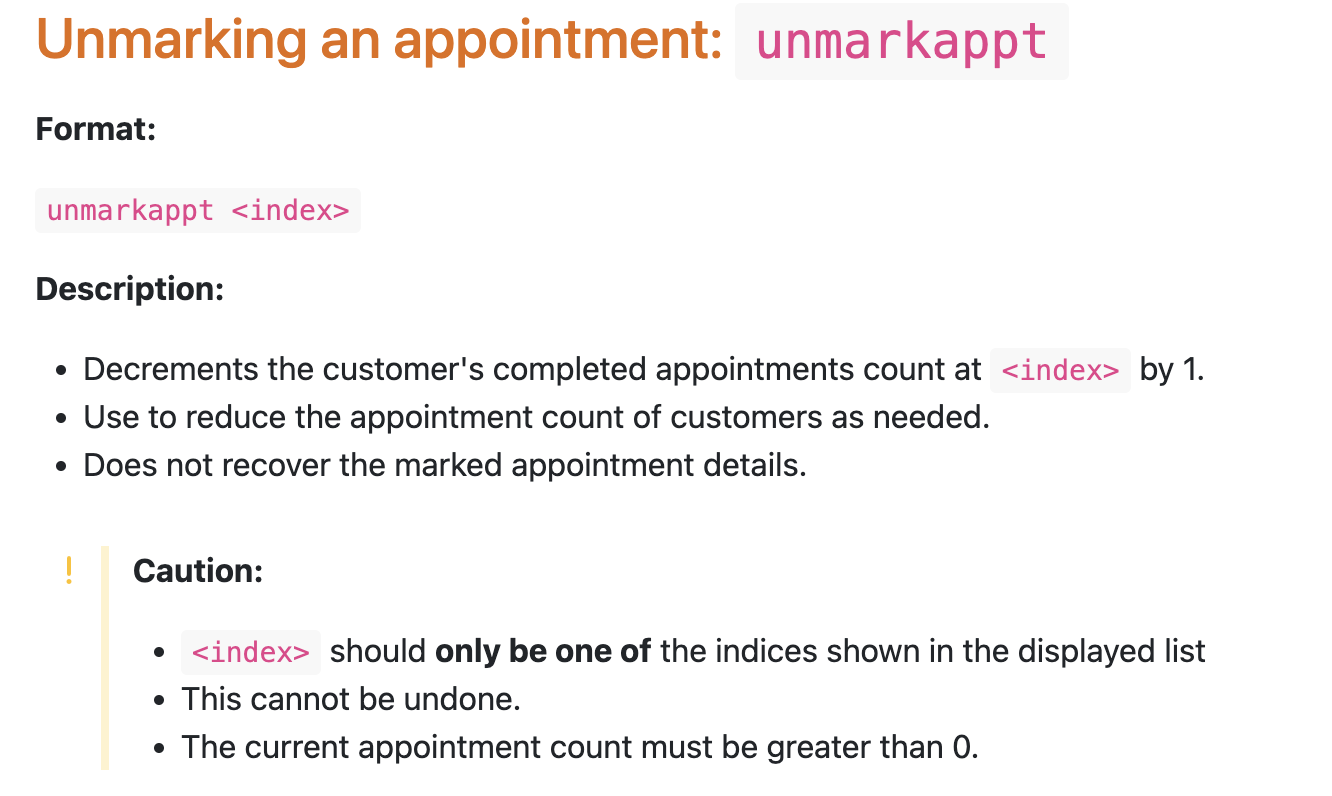 Unmarking an appointment: unmarkappt
Format:
unmarkappt <index>
Description:
• Decrements the customer's completed appointments count at <index> by 1.
• Use to reduce the appointment count of customers as needed.
• Does not recover the marked appointment details.
! Caution:
• <index> should only be one of the indices shown in the displayed list
• This cannot be undone.
• The current appointment count must be greater than 0.